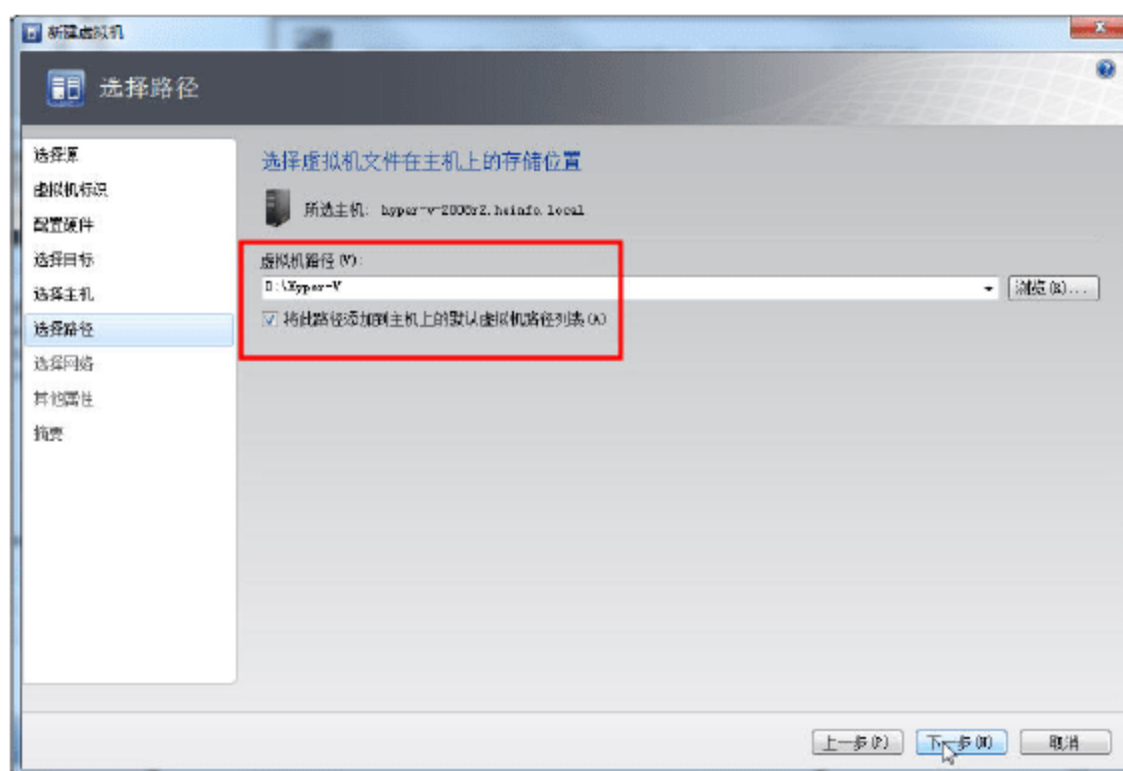 新建虚拟机
选择路径
选择源
虚拟机标识
配置硬件
选择目标
选择主机
选择路径
选择网络
其他属性
摘要
选择虚拟机文件在主机上的存储位置
所选主机: hyper-v-2008r2.heinfo.local
虚拟机路径(V):
D:\Hyper-V
浏览(R)...
将此路径添加到主机上的默认虚拟机路径列表(A)
上一步(P)
下一步(N)
取消